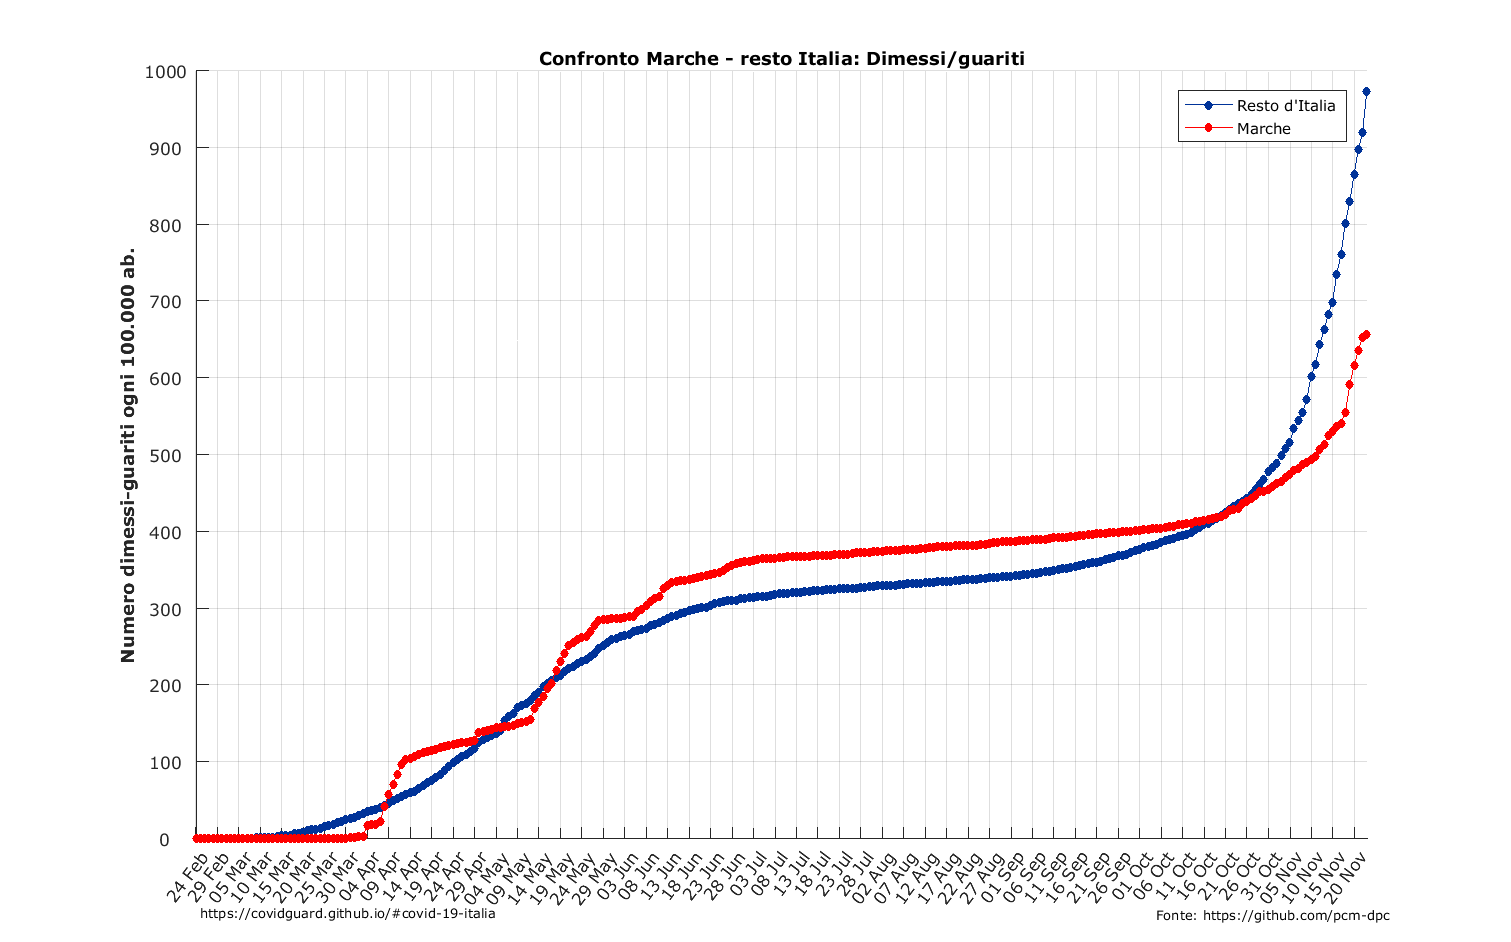 Confronto Marche - resto Italia: Dimessi/guariti
Numero dimessi-guariti ogni 100.000 ab.
1000
900
800
700
600
500
400
300
200
100
0
Resto d'Italia
Marche
24 Feb
29 Feb
05 Mar
10 Mar
15 Mar
20 Mar
25 Mar
30 Mar
04 Apr
09 Apr
14 Apr
19 Apr
24 Apr
29 Apr
04 May
09 May
14 May
19 May
24 May
29 May
03 Jun
08 Jun
13 Jun
18 Jun
23 Jun
28 Jun
03 Jul
08 Jul
13 Jul
18 Jul
23 Jul
28 Jul
02 Aug
07 Aug
12 Aug
17 Aug
22 Aug
27 Aug
01 Sep
06 Sep
11 Sep
16 Sep
21 Sep
26 Sep
01 Oct
06 Oct
11 Oct
16 Oct
21 Oct
26 Oct
31 Oct
05 Nov
10 Nov
15 Nov
20 Nov
https://covidguard.github.io/#covid-19-italia
Fonte: https://github.com/pcm-dpc